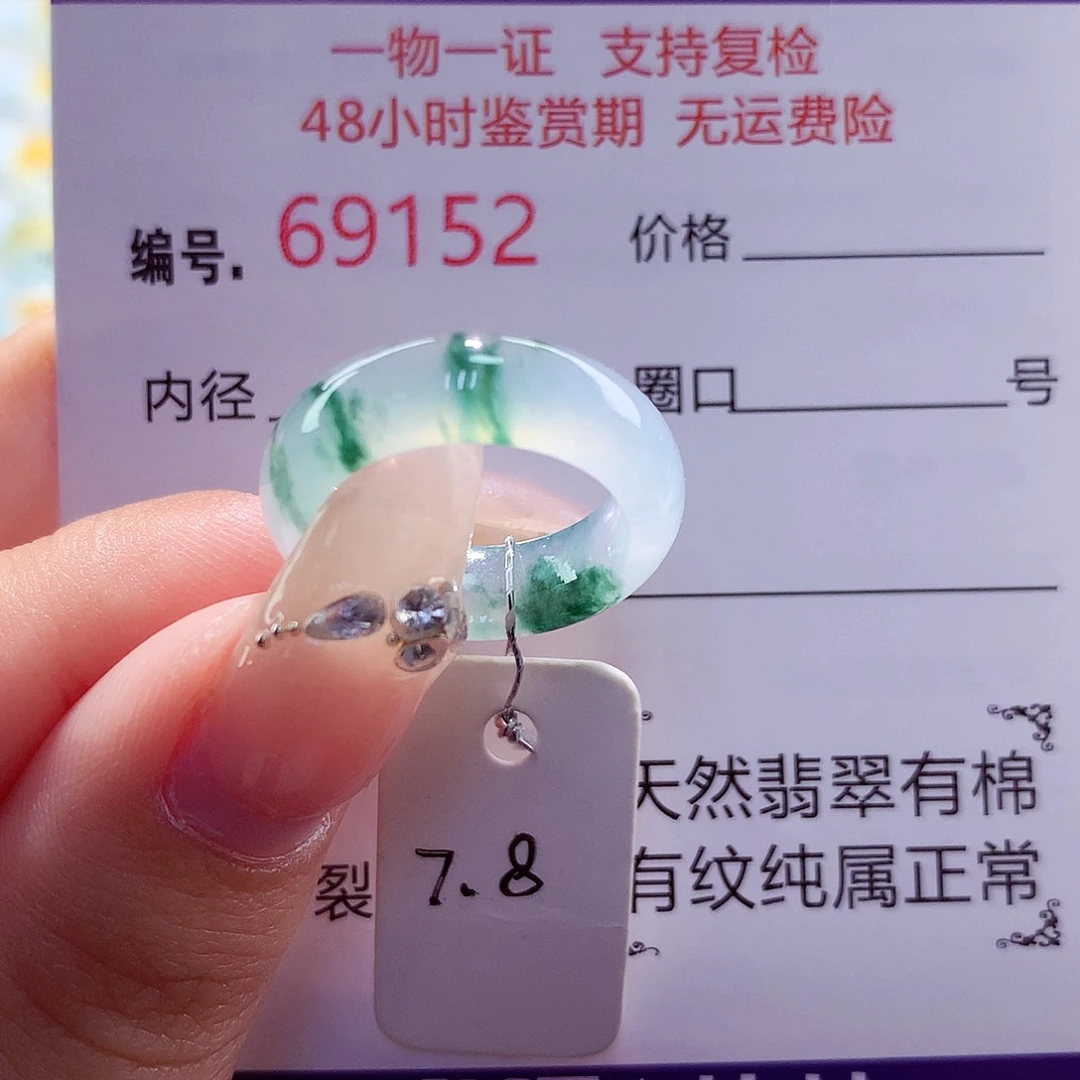 一物一证 支持复检
48小时鉴赏期 无运费险
编号. 69152 价格
内径 圈口 号
天然翡翠有棉
裂 有纹纯属正常
7.8